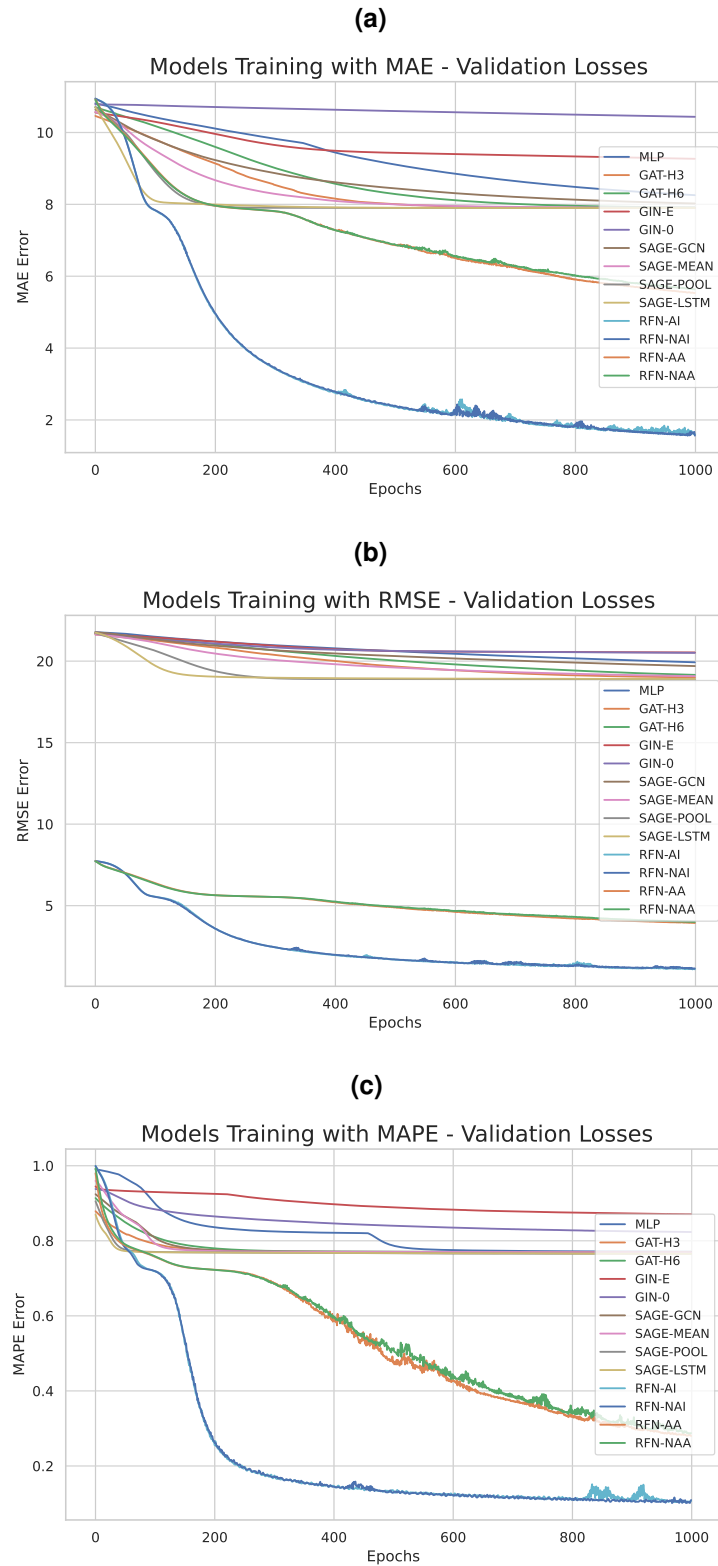 (a)
Models Training with MAE - Validation Losses
10
8
6
4
2
MAE Error
0
200
400
600
800
1000
Epochs
MLP
GAT-H3
GAT-H6
GIN-E
GIN-0
SAGE-GCN
SAGE-MEAN
SAGE-POOL
SAGE-LSTM
RFN-AI
RFN-NAI
RFN-AA
RFN-NAA
(b)
Models Training with RMSE - Validation Losses
20
15
10
5
RMSE Error
0
200
400
600
800
1000
Epochs
MLP
GAT-H3
GAT-H6
GIN-E
GIN-0
SAGE-GCN
SAGE-MEAN
SAGE-POOL
SAGE-LSTM
RFN-AI
RFN-NAI
RFN-AA
RFN-NAA
(c)
Models Training with MAPE - Validation Losses
1.0
0.8
0.6
0.4
0.2
MAPE Error
0
200
400
600
800
1000
Epochs
MLP
GAT-H3
GAT-H6
GIN-E
GIN-0
SAGE-GCN
SAGE-MEAN
SAGE-POOL
SAGE-LSTM
RFN-AI
RFN-NAI
RFN-AA
RFN-NAA